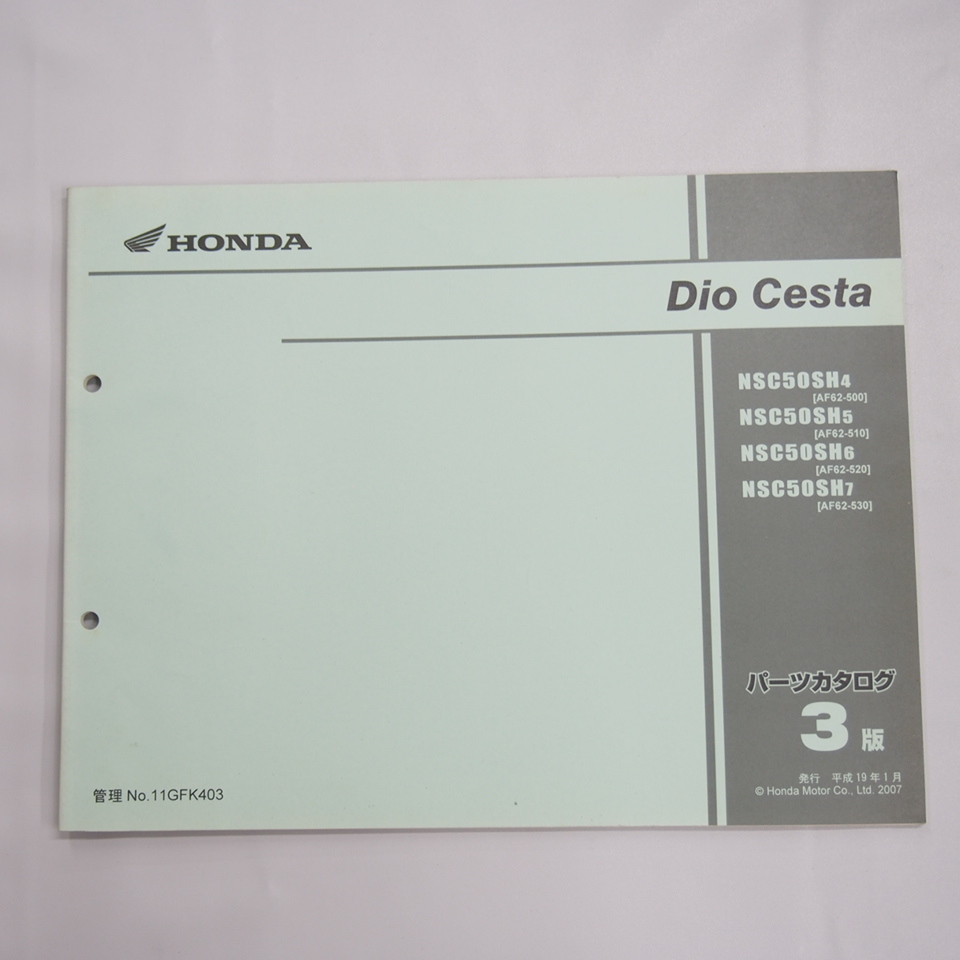 HONDA
Dio Cesta
NSC50SH4
[AF62-500]
NSC50SH5
[AF62-510]
NSC50SH6
[AF62-520]
NSC50SH7
[AF62-530]
パーツカタログ
3版
発行 平成19年1月
© Honda Motor Co., Ltd. 2007
管理 No.11GFK403